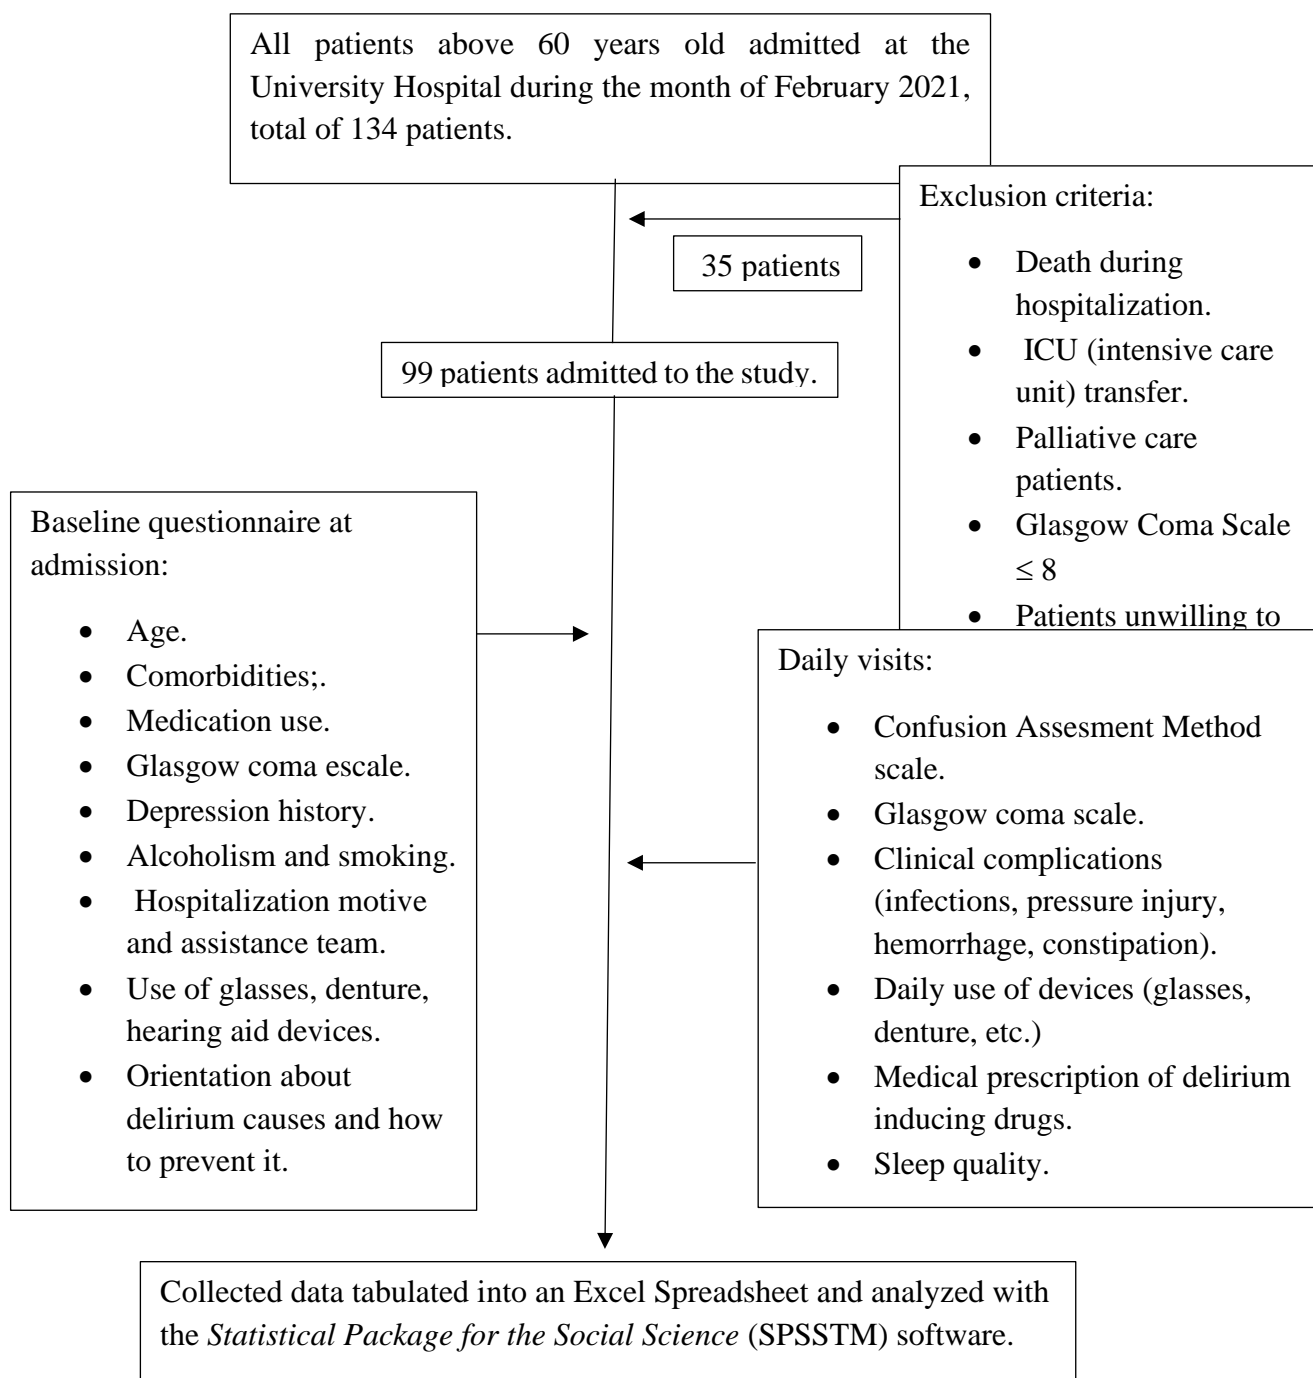 All patients above 60 years old admitted at the
University Hospital during the month of February 2021,
total of 134 patients.
Exclusion criteria:
• Death during
hospitalization.
• ICU (intensive care
unit) transfer.
• Palliative care
patients.
• Glasgow Coma Scale
≤ 8
• Patients unwilling to
35 patients
99 patients admitted to the study.
Baseline questionnaire at
admission:
• Age.
• Comorbidities;.
• Medication use.
• Glasgow coma escale.
• Depression history.
• Alcoholism and smoking.
• Hospitalization motive
and assistance team.
• Use of glasses, denture,
hearing aid devices.
• Orientation about
delirium causes and how
to prevent it.
Daily visits:
• Confusion Assesment Method
scale.
• Glasgow coma scale.
• Clinical complications
(infections, pressure injury,
hemorrhage, constipation).
• Daily use of devices (glasses,
denture, etc.)
• Medical prescription of delirium
inducing drugs.
• Sleep quality.
Collected data tabulated into an Excel Spreadsheet and analyzed with
the Statistical Package for the Social Science (SPSSTM) software.